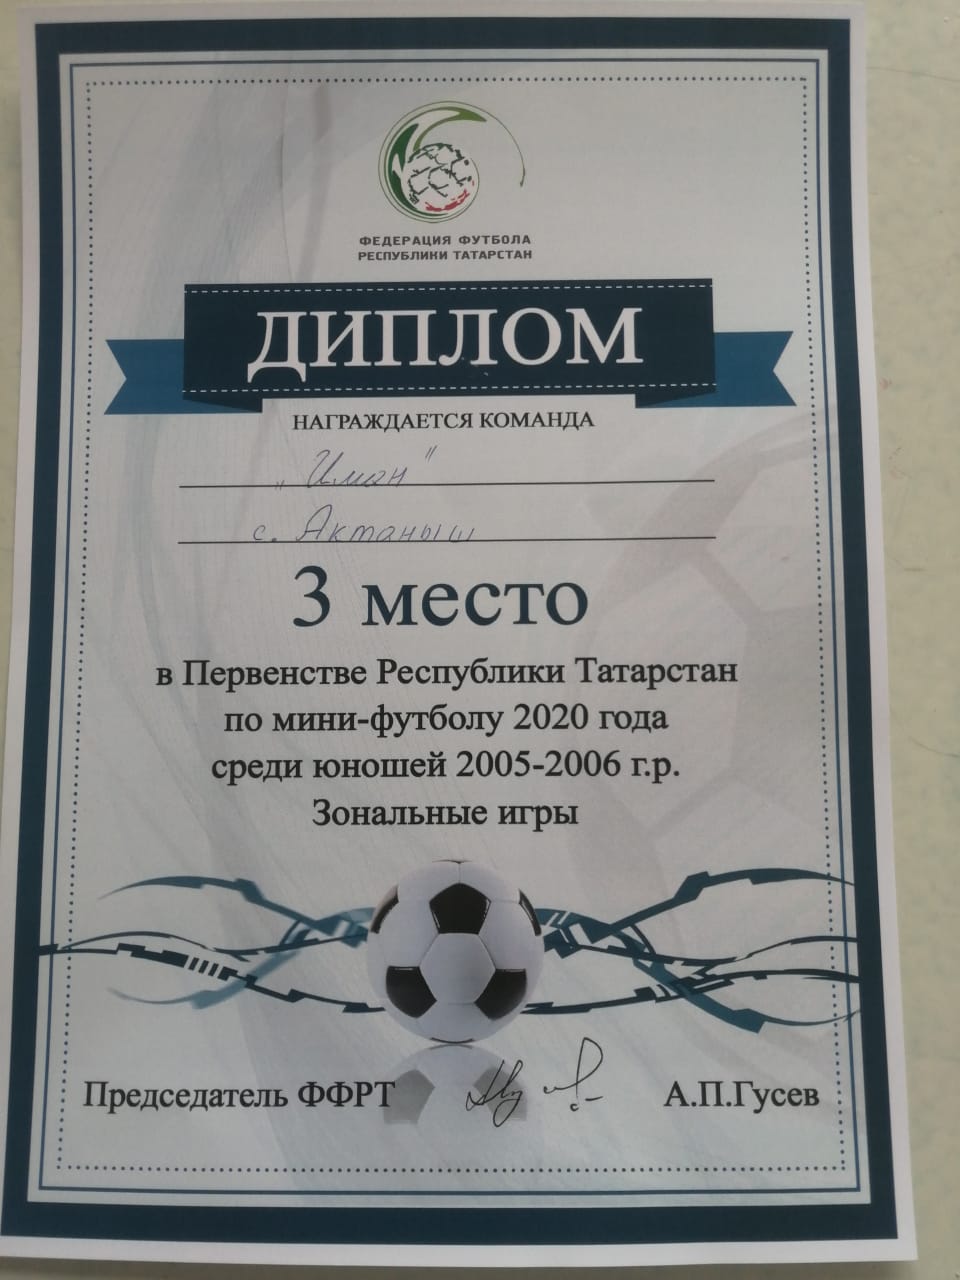 ФЕДЕРАЦИЯ ФУТБОЛА
РЕСПУБЛИКИ ТАТАРСТАН
ДИПЛОМ
НАГРАЖДАЕТСЯ КОМАНДА
„Иман"
с. Актаныш
3 место
в Первенстве Республики Татарстан
по мини-футболу 2020 года
среди юношей 2005-2006 г.р.
Зональные игры
Председатель ФФРТ А.П.Гусев